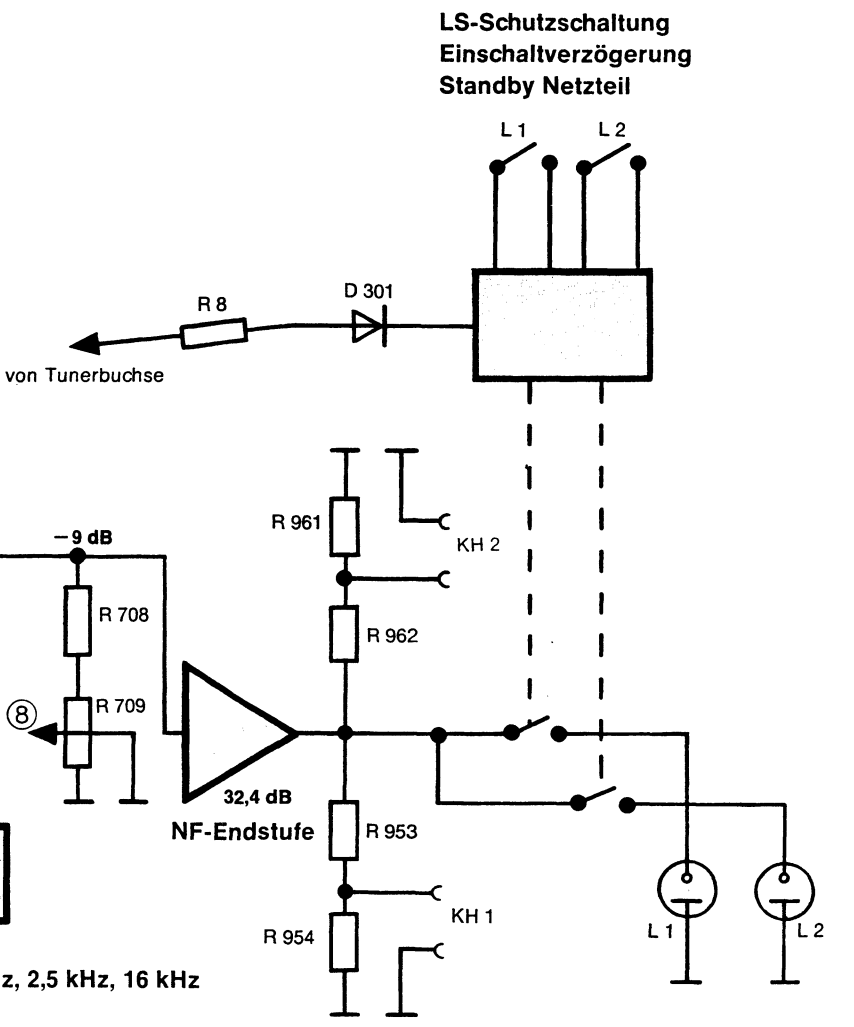 LS-Schutzschaltung
Einschaltverzögerung
Standby Netzteil
L 1
L 2
R 8
D 301
von Tunerbuchse
R 961
KH 2
– 9 dB
R 708
R 962
R 709
8
32,4 dB
NF-Endstufe
R 953
KH 1
R 954
L 1
L 2
z, 2,5 kHz, 16 kHz